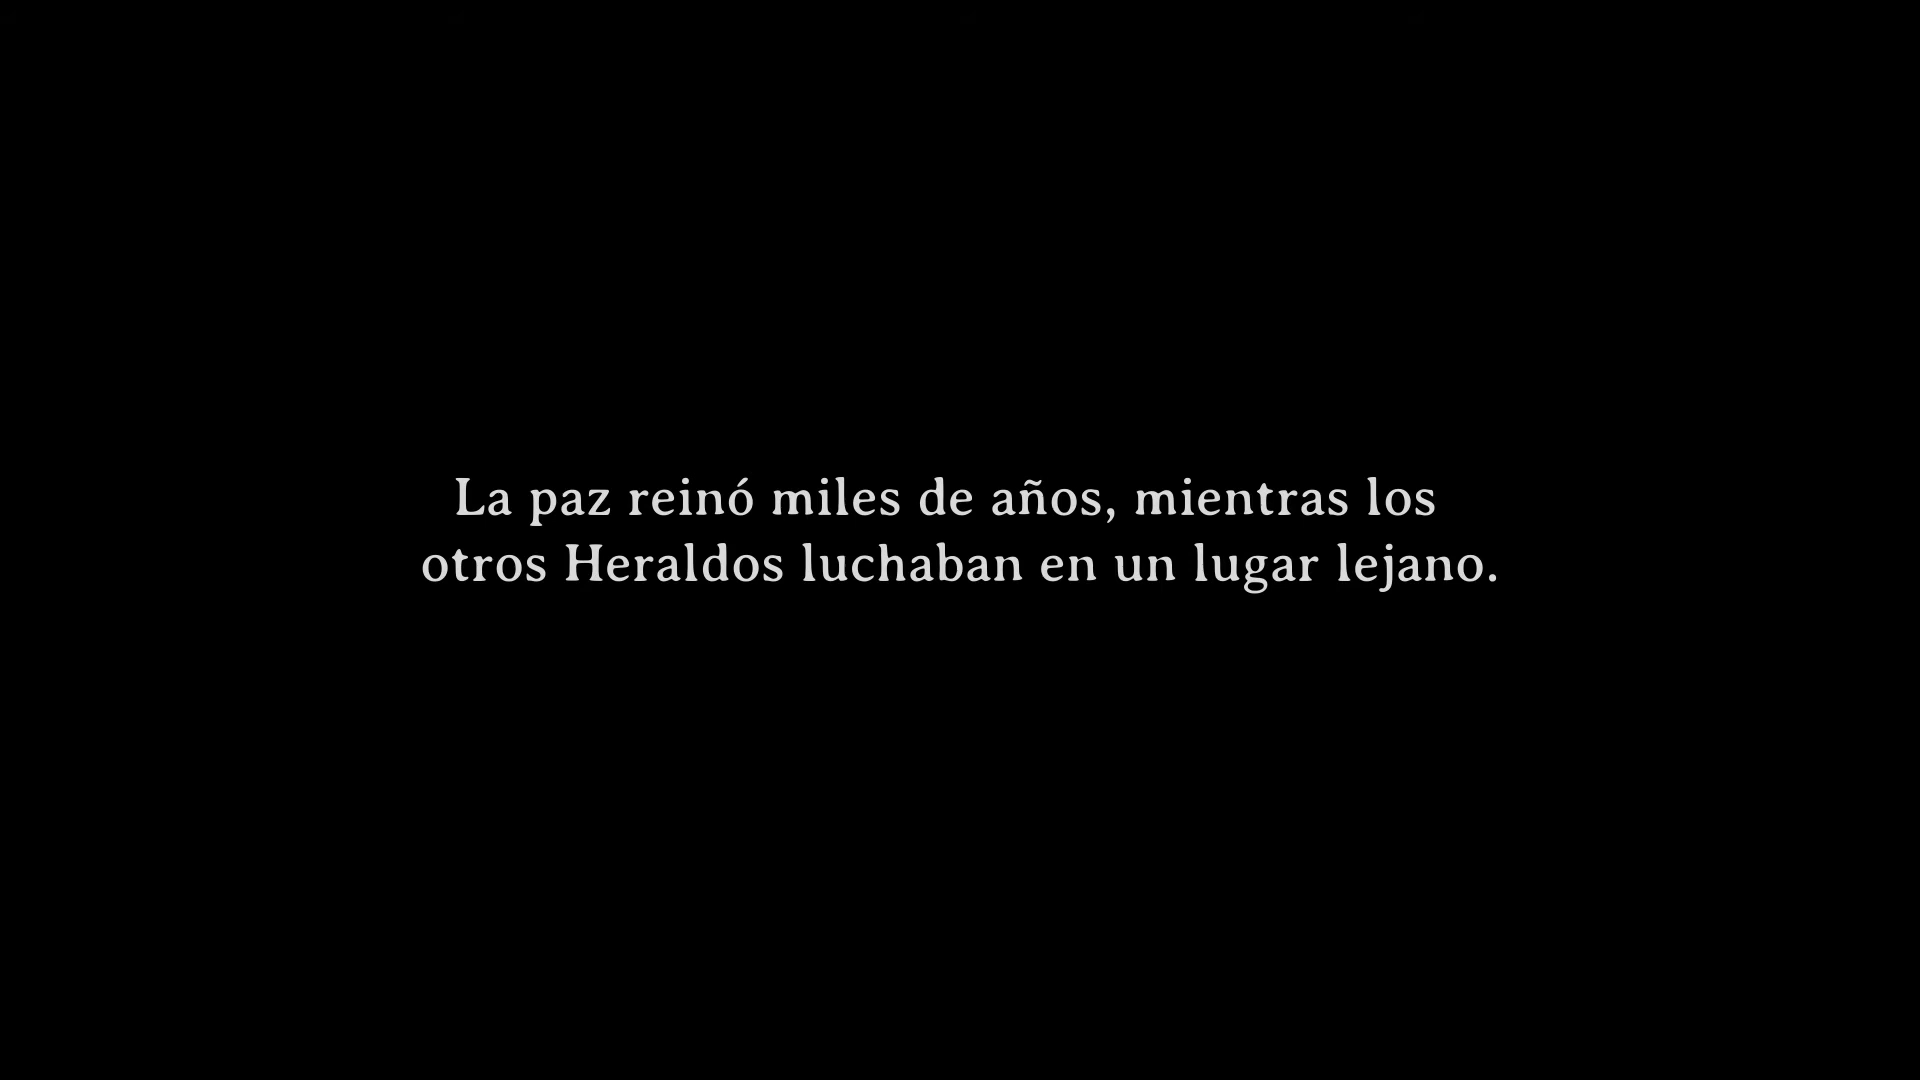 La paz reinó miles de años, mientras los
otros Heraldos luchaban en un lugar lejano.